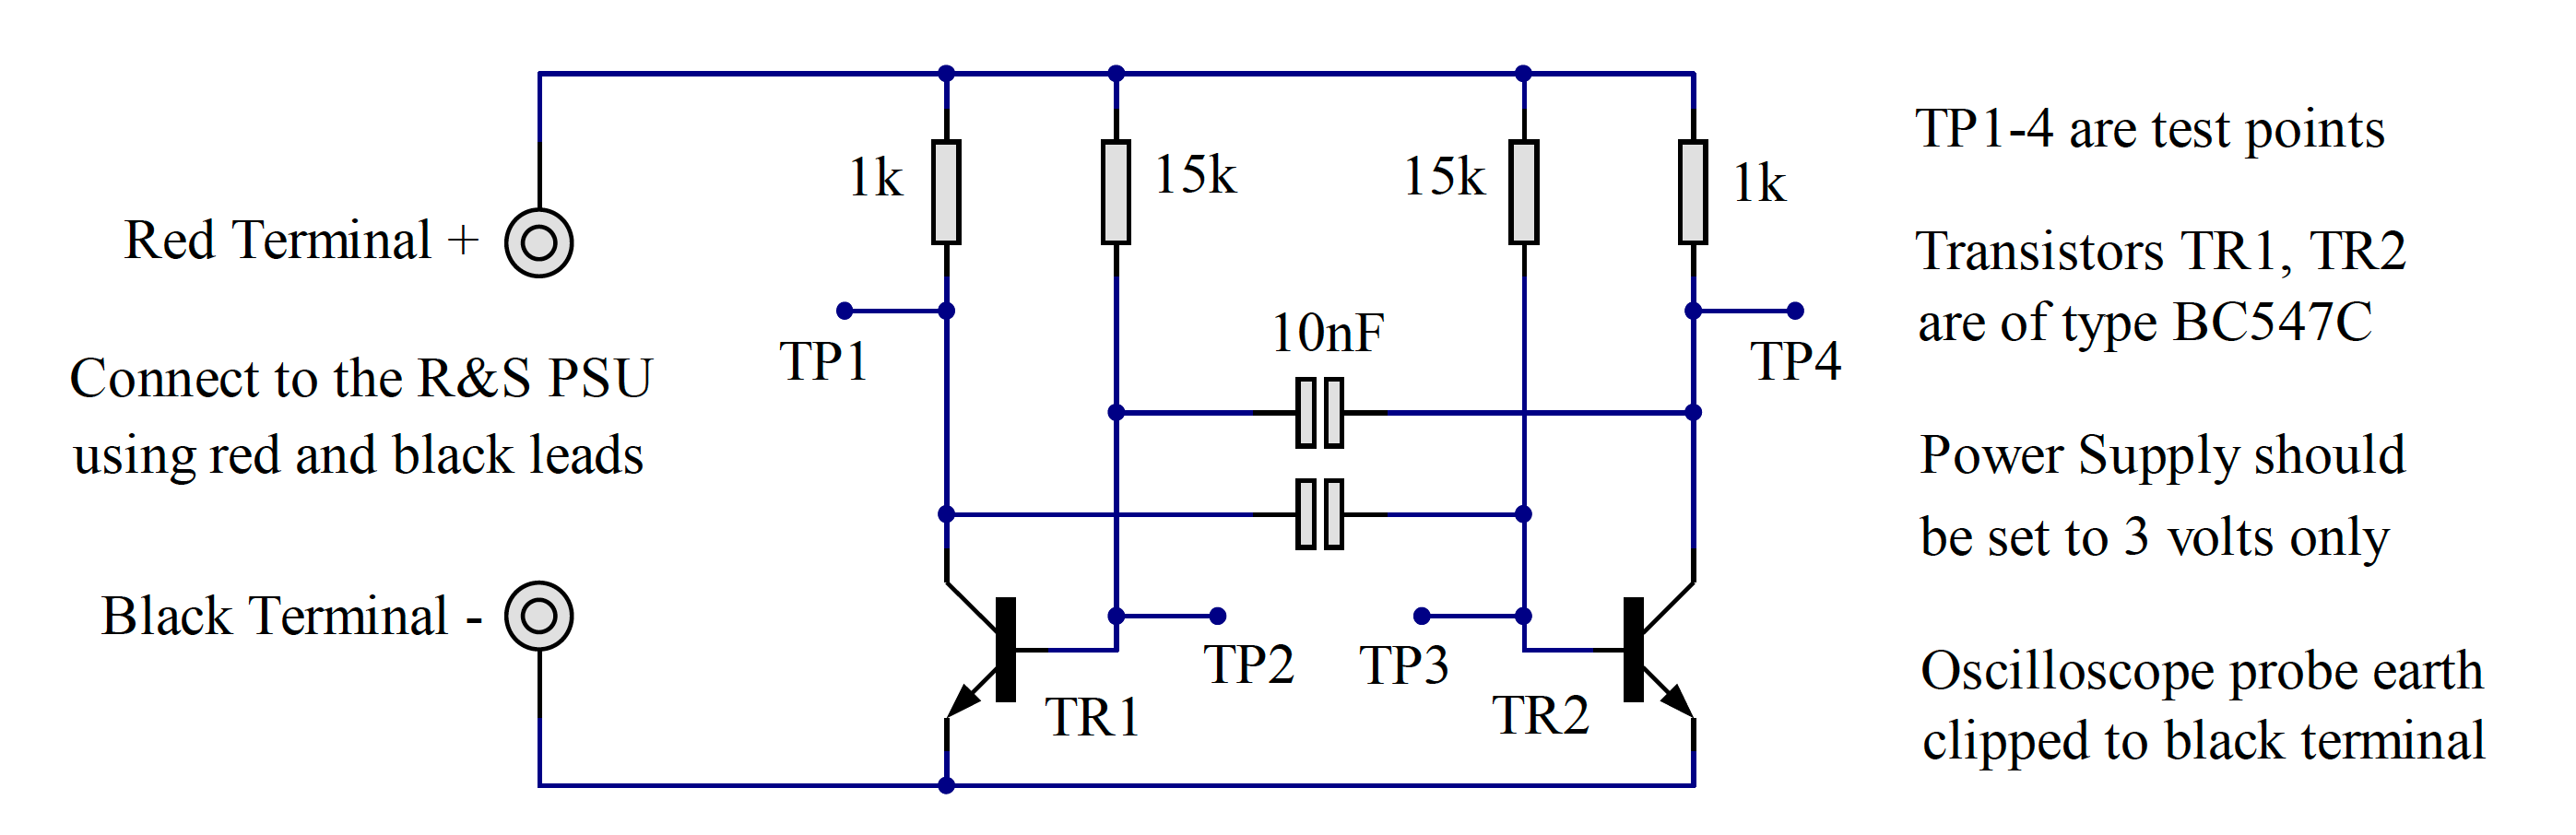 Red Terminal +
Connect to the R&S PSU
using red and black leads
Black Terminal -
1k
15k
15k
1k
TP1
10nF
TP4
TP2
TP3
TR1
TR2
TP1-4 are test points
Transistors TR1, TR2
are of type BC547C
Power Supply should
be set to 3 volts only
Oscilloscope probe earth
clipped to black terminal